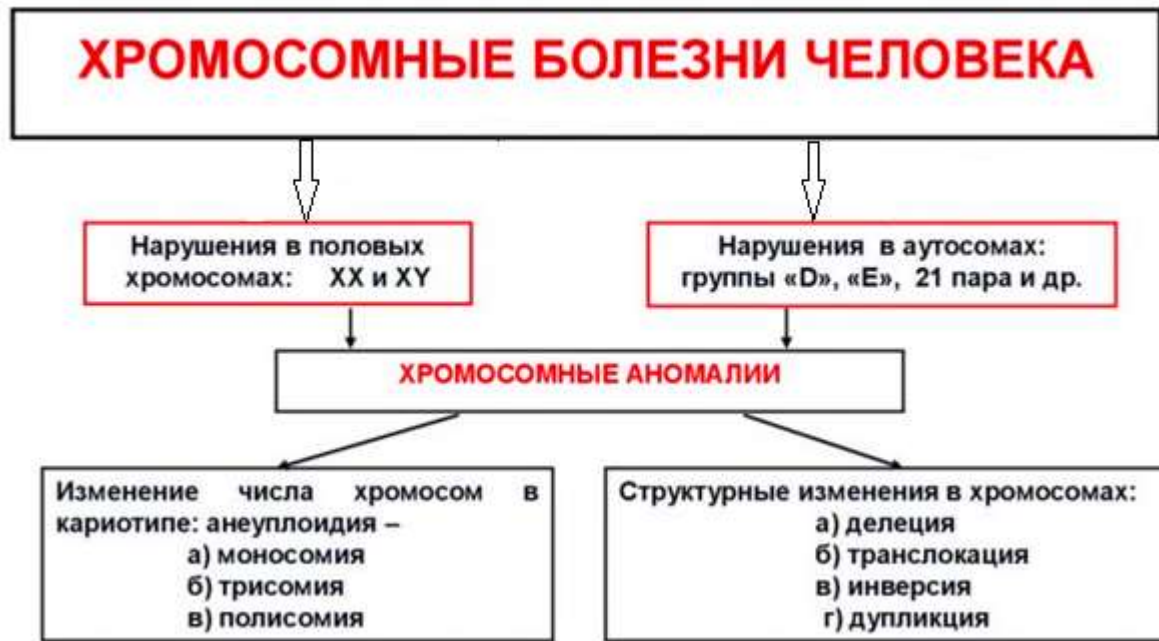 ХРОМОСОМНЫЕ БОЛЕЗНИ ЧЕЛОВЕКА
Нарушения в половых
хромосомах: XX и XY
Нарушения в аутосомах:
группы «D», «E», 21 пара и др.
ХРОМОСОМНЫЕ АНОМАЛИИ
Изменение числа хромосом в
кариотипе: анеуплоидия –
а) моносомия
б) трисомия
в) полисомия
Структурные изменения в хромосомах:
а) делеция
б) транслокация
в) инверсия
г) дупликция